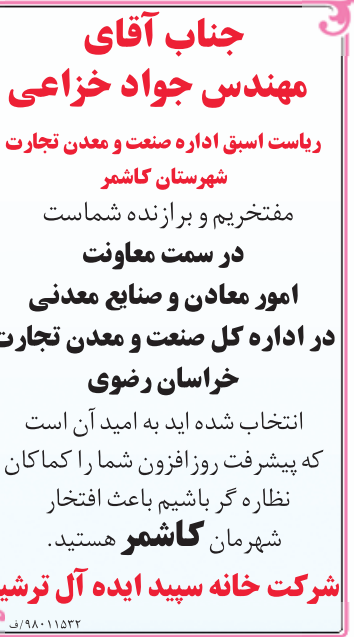 جناب آقای
مهندس جواد خزاعی
ریاست اسبق اداره صنعت و معدن تجارت
شهرستان کاشمر
مفتخریم و برازنده شماست
در سمت معاونت
امور معادن و صنایع معدنی
در اداره کل صنعت و معدن تجارت
خراسان رضوی
انتخاب شده اید به امید آن است
که پیشرفت روزافزون شما را کماکان
نظاره گر باشیم باعث افتخار
شهرمان کاشمر هستید.
شرکت خانه سپید ایده آل ترشیز
۹۸۰۱۱۵۳۲/ف